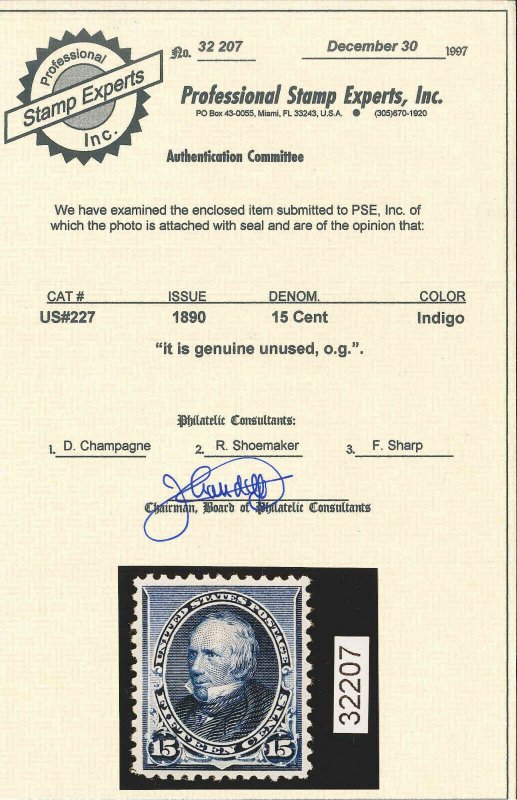 Professional
Stamp Experts
Inc.
No. 32 207 December 30 1997
Professional Stamp Experts, Inc.
PO Box 43-0055, Miami, FL 33243, U.S.A. ● (305)670-1920
Authentication Committee
We have examined the enclosed item submitted to PSE, Inc. of
which the photo is attached with seal and are of the opinion that:
CAT # ISSUE DENOM. COLOR
US#227 1890 15 Cent Indigo
“it is genuine unused, o.g.”.
Philatelic Consultants:
1. D. Champagne 2. R. Shoemaker 3. F. Sharp
Chairman, Board of Philatelic Consultants
UNITED STATES POSTAGE
FIFTEEN CENTS
15 15
32207